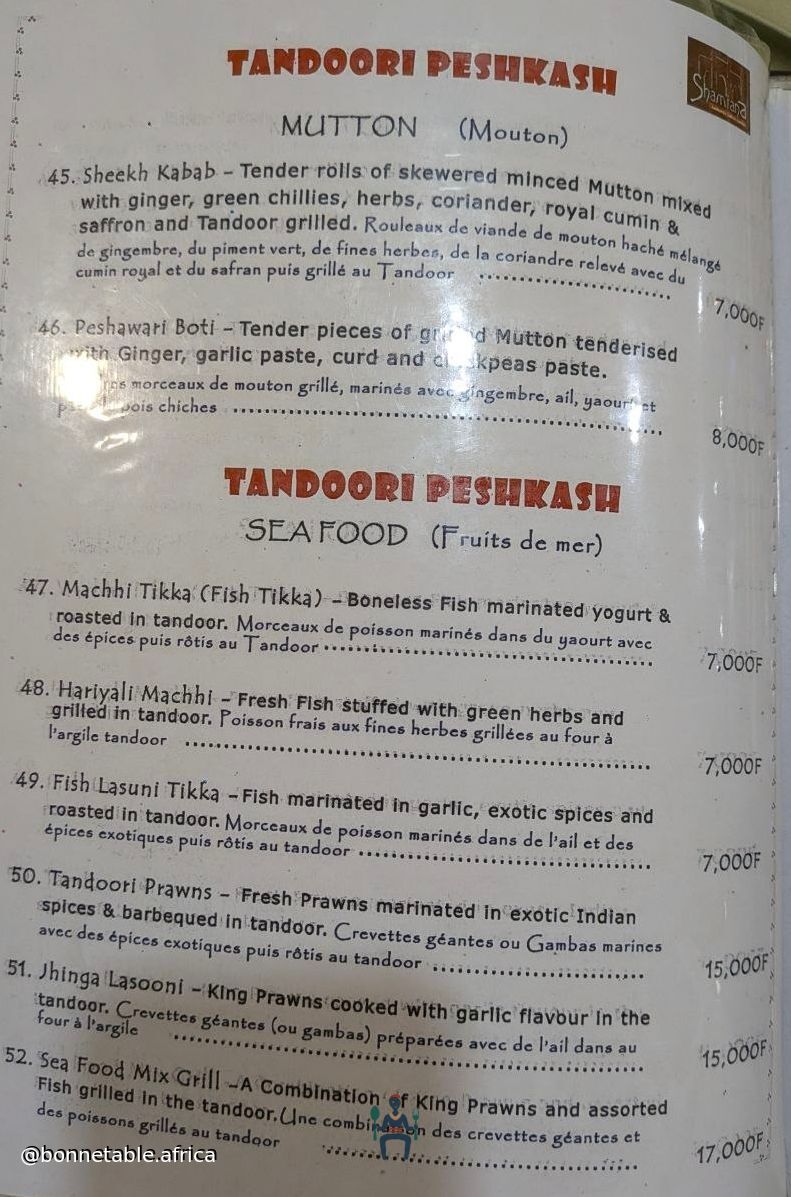 TANDOORI PESHKASH
Shamiana
MUTTON (Mouton)
45. Sheekh Kabab - Tender rolls of skewered minced Mutton mixed
with ginger, green chillies, herbs, coriander, royal cumin &
saffron and Tandoor grilled. Rouleaux de viande de mouton haché mélangé
de gingembre, du piment vert, de fines herbes, de la coriandre relevé avec du
cumin royal et du safran puis grillé au Tandoor ........................ 7,000F
46. Peshawari Boti - Tender pieces of Mutton tenderised
with Ginger, garlic paste, curd and paste.
morceaux de mouton grillé, marinés avec gingembre, ail, yaourt et
pois chiches ........................ 8,000F
TANDOORI PESHKASH
SEA FOOD (Fruits de mer)
47. Machhi Tikka (Fish Tikka) - Boneless Fish marinated yogurt &
roasted in tandoor. Morceaux de poisson marinés dans du yaourt avec
des épices puis rôtis au Tandoor ........................ 7,000F
48. Hariyali Machhi - Fresh Fish stuffed with green herbs and
grilled in tandoor. Poisson frais aux fines herbes grillées au four à
l'argile tandoor ........................ 7,000F
49. Fish Lasuni Tikka - Fish marinated in garlic, exotic spices and
roasted in tandoor. Morceaux de poisson marinés dans de l'ail et des
épices exotiques puis rôtis au tandoor ........................ 7,000F
50. Tandoori Prawns - Fresh Prawns marinated in exotic Indian
spices & barbequed in tandoor. Crevettes géantes ou Gambas marines
avec des épices exotiques puis rôtis au tandoor ........................ 15,000F
51. Jhinga Lasooni - King Prawns cooked with garlic flavour in the
tandoor. Crevettes géantes (ou gambas) préparées avec de l'ail dans au
four à l'argile ........................ 15,000F
52. Sea Food Mix Grill - A Combination of King Prawns and assorted
Fish grilled in the tandoor. Une combination des crevettes géantes et
des poissons grillés au tandoor ........................ 17,000F
@bonnetable.africa